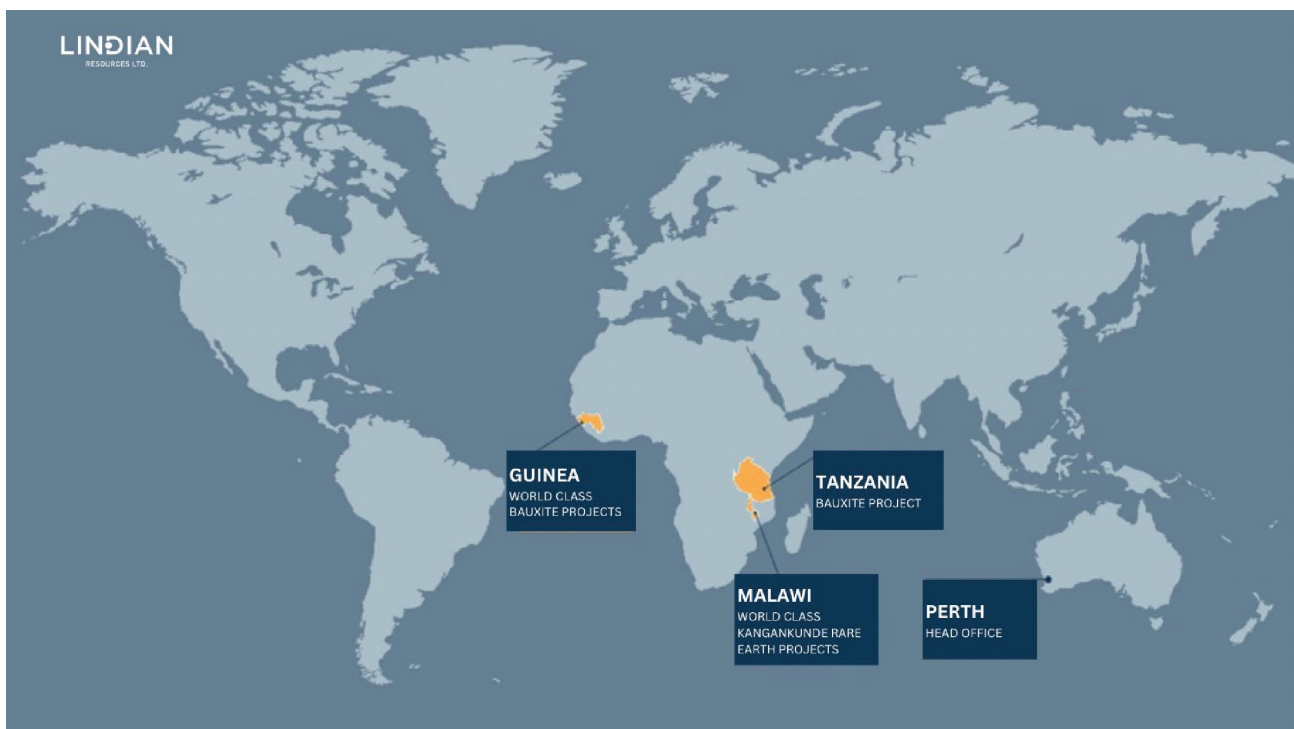 LINDIAN
RESOURCES LTD.
GUINEA
WORLD CLASS
BAUXITE PROJECTS
TANZANIA
BAUXITE PROJECT
MALAWI
WORLD CLASS
KANGANKUNDE RARE
EARTH PROJECTS
PERTH
HEAD OFFICE